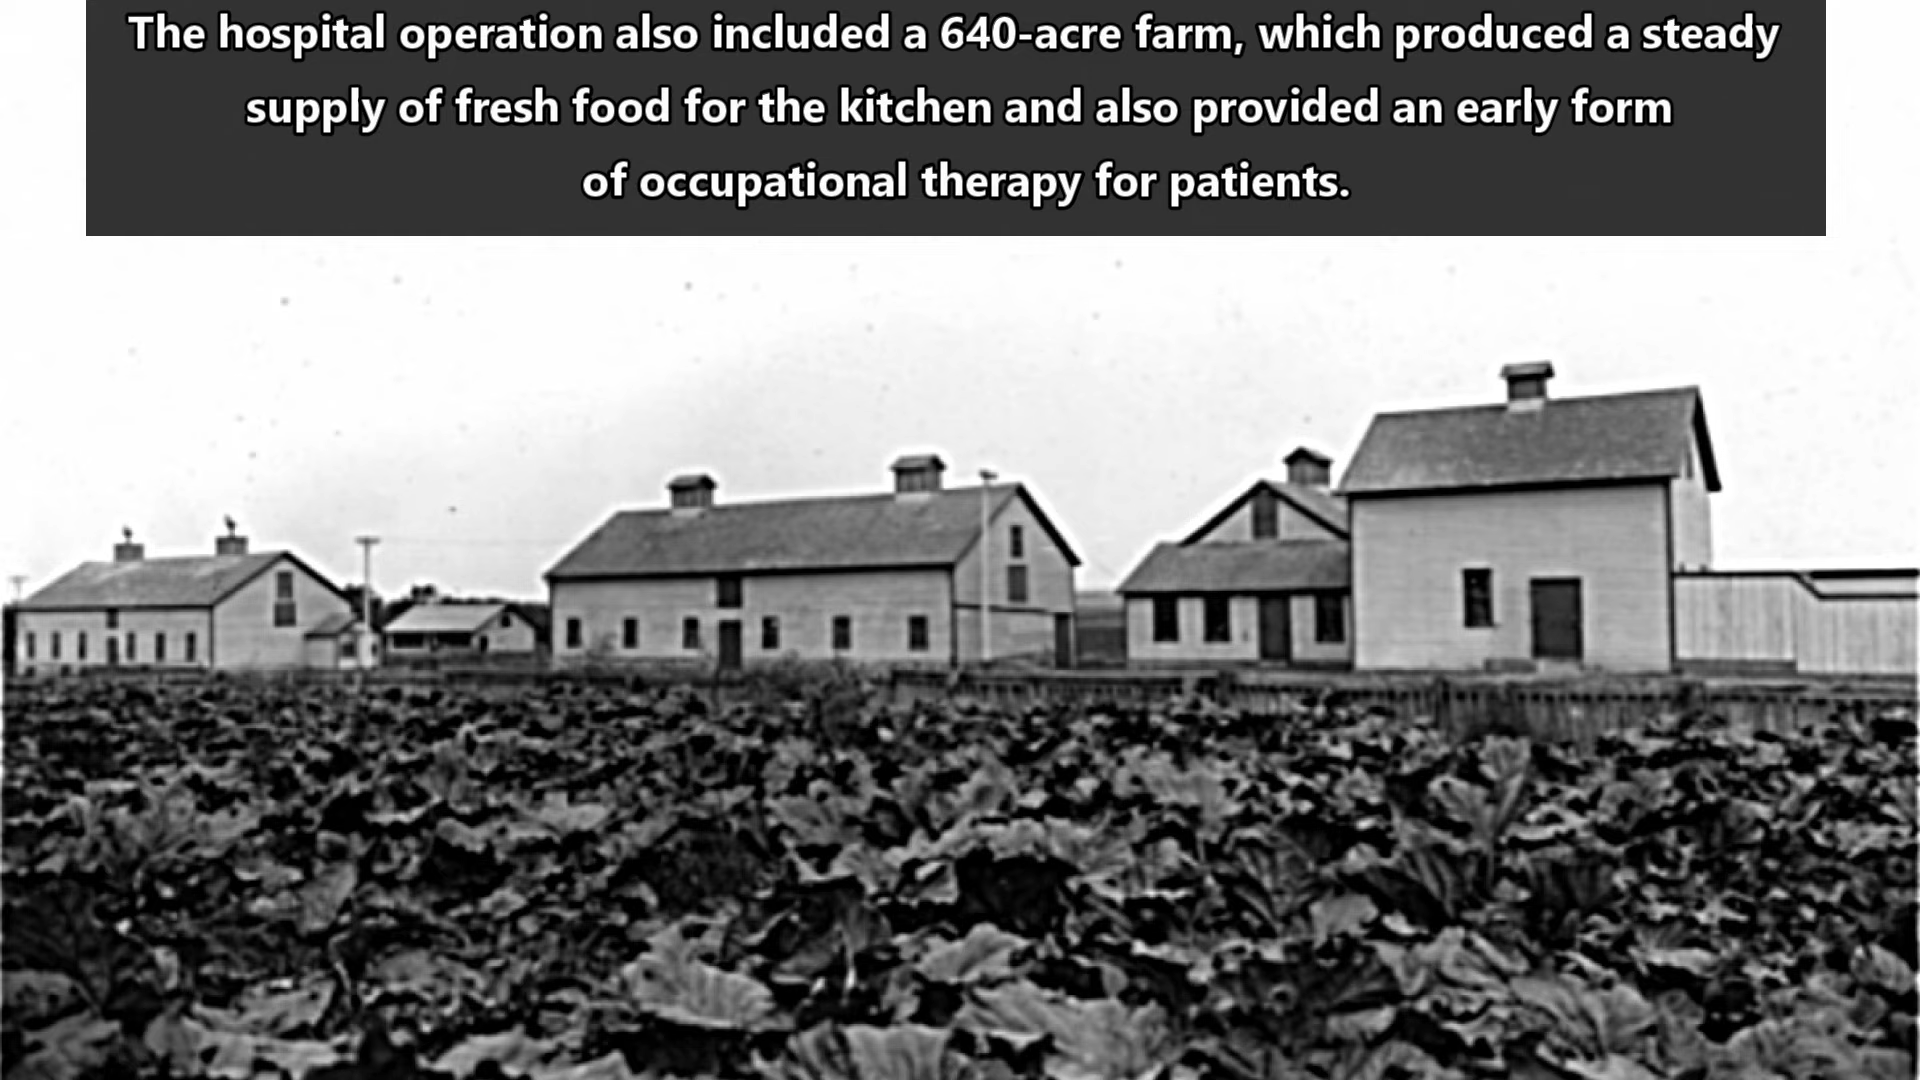 The hospital operation also included a 640-acre farm, which produced a steady
supply of fresh food for the kitchen and also provided an early form
of occupational therapy for patients.